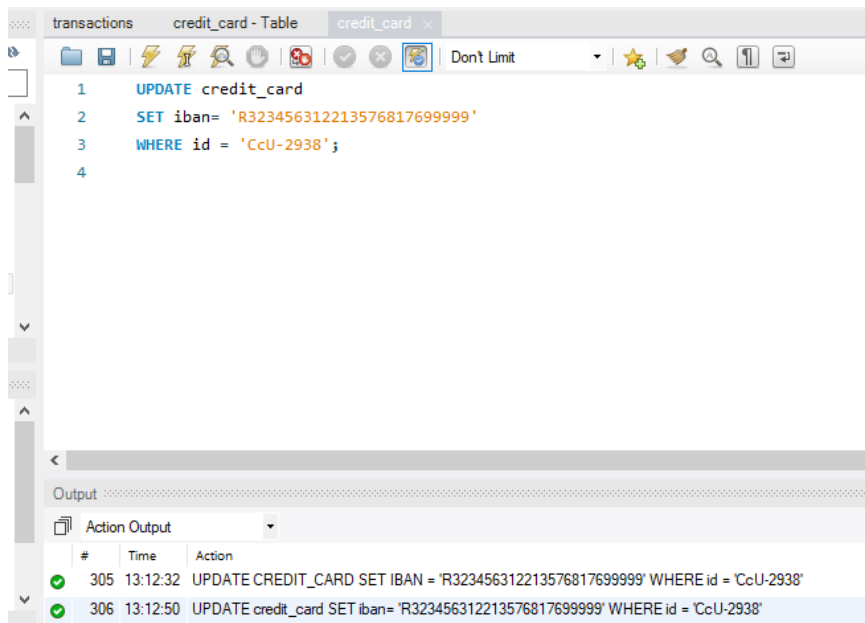 transactions credit_card - Table credit_card
Don't Limit
1 UPDATE credit_card
2 SET iban= 'R323456312213576817699999'
3 WHERE id = 'CcU-2938';
4
Output
Action Output
# Time Action
305 13:12:32 UPDATE CREDIT_CARD SET IBAN = 'R323456312213576817699999' WHERE id = 'CcU-2938'
306 13:12:50 UPDATE credit_card SET iban= 'R323456312213576817699999' WHERE id = 'CcU-2938'